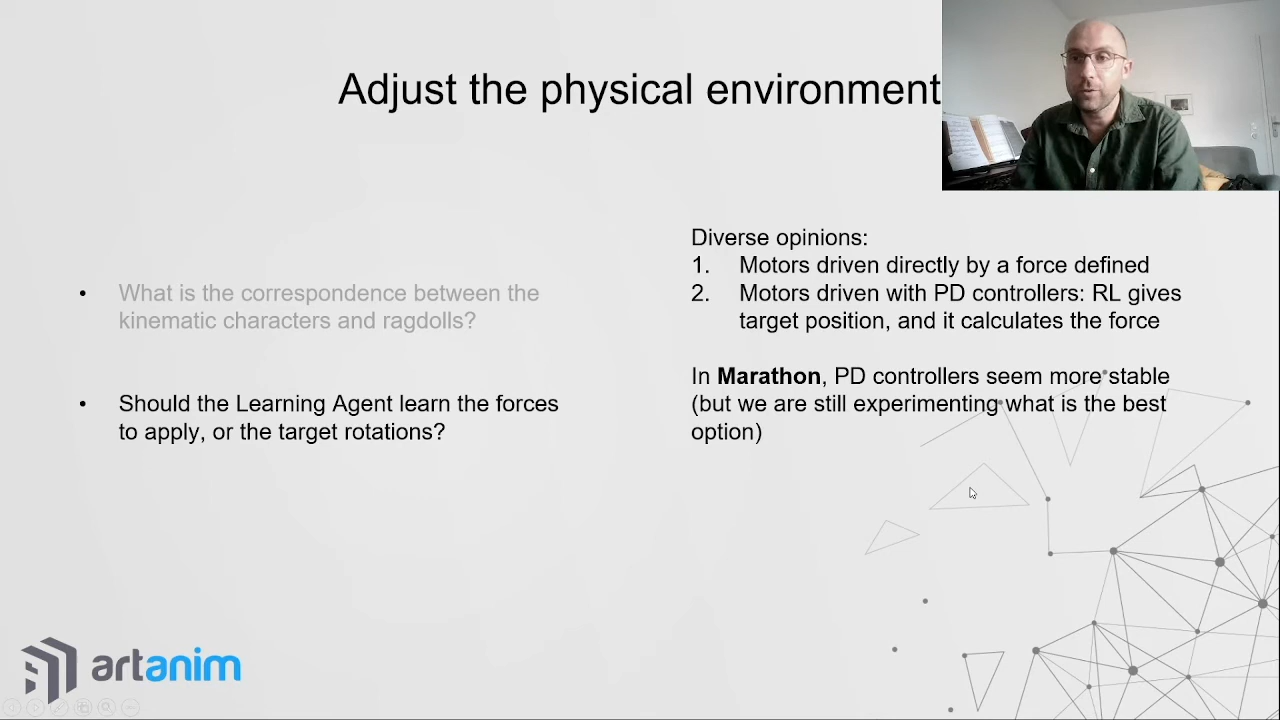 Adjust the physical environment
• What is the correspondence between the
kinematic characters and ragdolls?
• Should the Learning Agent learn the forces
to apply, or the target rotations?
Diverse opinions:
1. Motors driven directly by a force defined
2. Motors driven with PD controllers: RL gives
target position, and it calculates the force
In Marathon, PD controllers seem more stable
(but we are still experimenting what is the best
option)
artanim